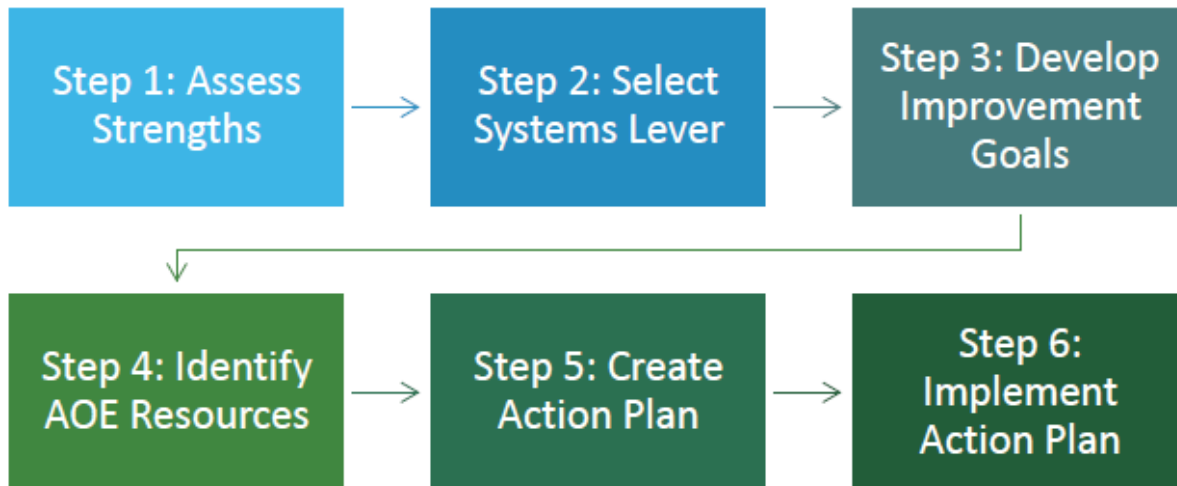 Step 1: Assess
Strengths
Step 2: Select
Systems Lever
Step 3: Develop
Improvement
Goals
Step 4: Identify
AOE Resources
Step 5: Create
Action Plan
Step 6:
Implement
Action Plan